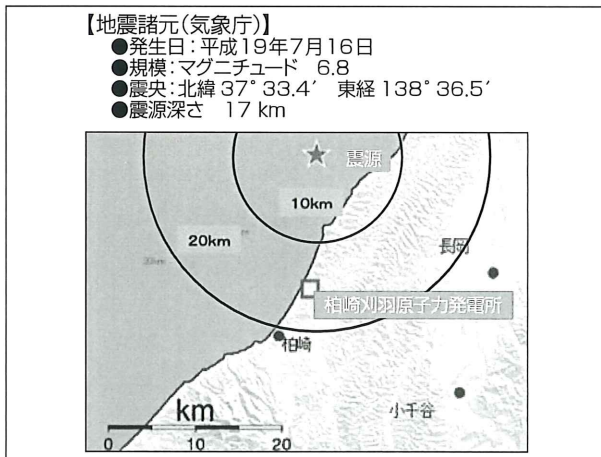 【地震諸元(気象庁)】
●発生日:平成19年7月16日
●規模:マグニチュード 6.8
●震央:北緯 37° 33.4′ 東経 138° 36.5′
●震源深さ 17 km
震源
10km
20km
長岡
柏崎刈羽原子力発電所
柏崎
小千谷
km
0 10 20